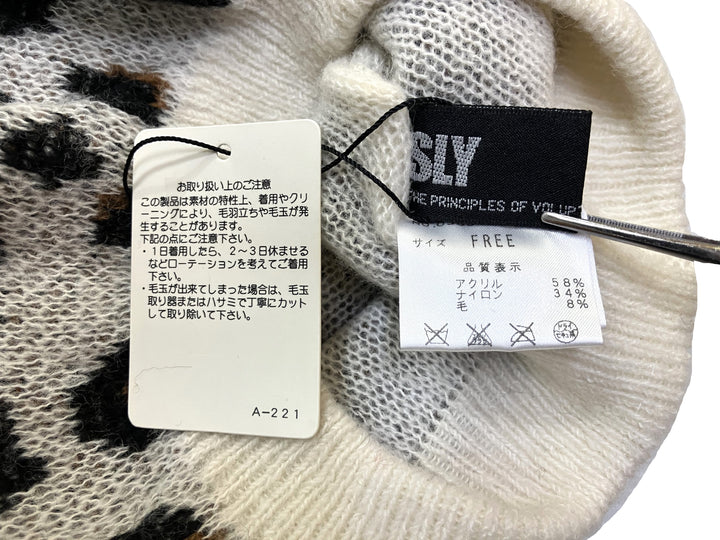 お取り扱い上のご注意
この製品は素材の特性上、着用やクリ
ーニングにより、毛羽立ちや毛玉が発
生することがあります。
下記の点にご注意下さい。
・1日着用したら、2～3日休ませる
などローテーションを考えてご着用
下さい。
・毛玉が出来てしまった場合は、毛玉
取り器またはハサミで丁寧にカット
して取り除いて下さい。
A-221
SLY
THE PRINCIPLES OF
サイズ FREE
品質表示
アクリル 58%
ナイロン 34%
毛 8%
ドライ
セキユ系